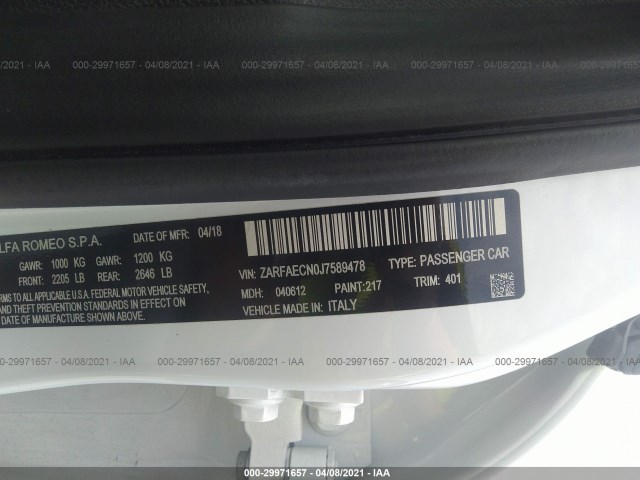 - IAA 000-29971657 - 04/08/2021 - IAA 000-29971657 - 04/08/2021 - IAA 000-29971657 - 04/08/2021
LFA ROMEO S.P.A. DATE OF MFR: 04/18
GAWR: 1000 KG GAWR: 1200 KG
FRONT: 2205 LB REAR: 2646 LB
RMS TO ALL APPLICABLE U.S. FEDERAL MOTOR VEHICLE SAFETY,
AND THEFT PREVENTION STANDARDS IN EFFECT ON
DATE OF MANUFACTURE SHOWN ABOVE.
VIN: ZARFAECN0J7589478 TYPE: PASSENGER CAR
MDH: 040612 PAINT:217 TRIM: 401
VEHICLE MADE IN: ITALY
/2021 - IAA 000-29971657 - 04/08/2021 - IAA 000-29971657 - 04/08/2021 - IAA
000-29971657 - 04/08/2021 - IAA